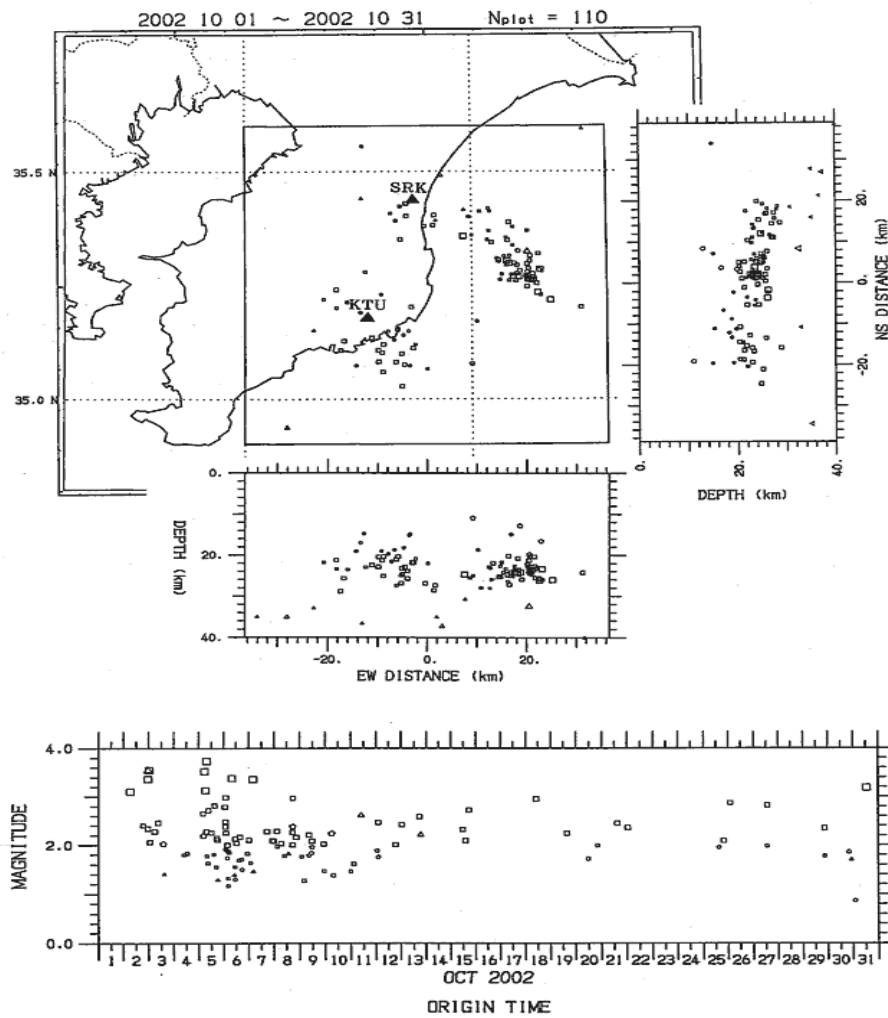 2002 10 01 ~ 2002 10 31 Nplot = 110
35.5 N
SRK
KTU
35.0 N
20.
0.
-20.
NS DISTANCE (km)
0.
20.
40.
DEPTH (km)
0.
20.
40.
DEPTH (km)
-20.
0.
20.
EW DISTANCE (km)
4.0
2.0
0.0
MAGNITUDE
1 2 3 4 5 6 7 8 9 10 11 12 13 14 15 16 17 18 19 20 21 22 23 24 25 26 27 28 29 30 31
OCT 2002
ORIGIN TIME